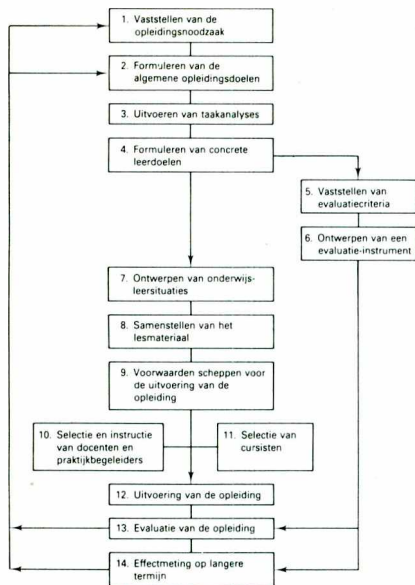 1. Vaststellen van de
opleidingsnoodzaak
2. Formuleren van de
algemene opleidingsdoelen
3. Uitvoeren van taakanalyses
4. Formuleren van concrete
leerdoelen
5. Vaststellen van
evaluatiecriteria
6. Ontwerpen van een
evaluatie-instrument
7. Ontwerpen van onderwijs-
leersituaties
8. Samenstellen van het
lesmateriaal
9. Voorwaarden scheppen voor
de uitvoering van de
opleiding
10. Selectie en instructie
van docenten en
praktijkbegeleiders
11. Selectie van
cursisten
12. Uitvoering van de opleiding
13. Evaluatie van de opleiding
14. Effectmeting op langere
termijn